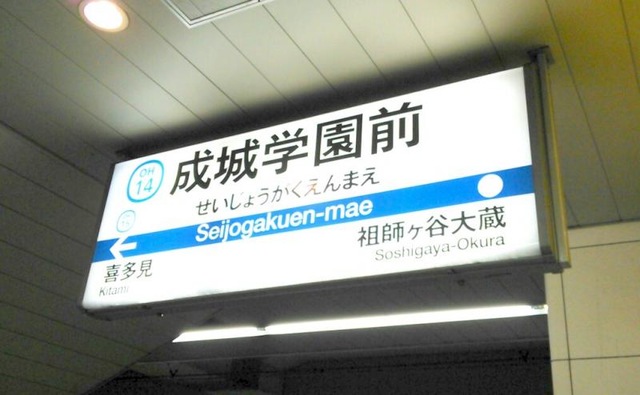 OH
14
成城学園前
せいじょうがくえんまえ
Seijogakuen-mae
喜多見
Kitami
祖師ヶ谷大蔵
Soshigaya-Okura